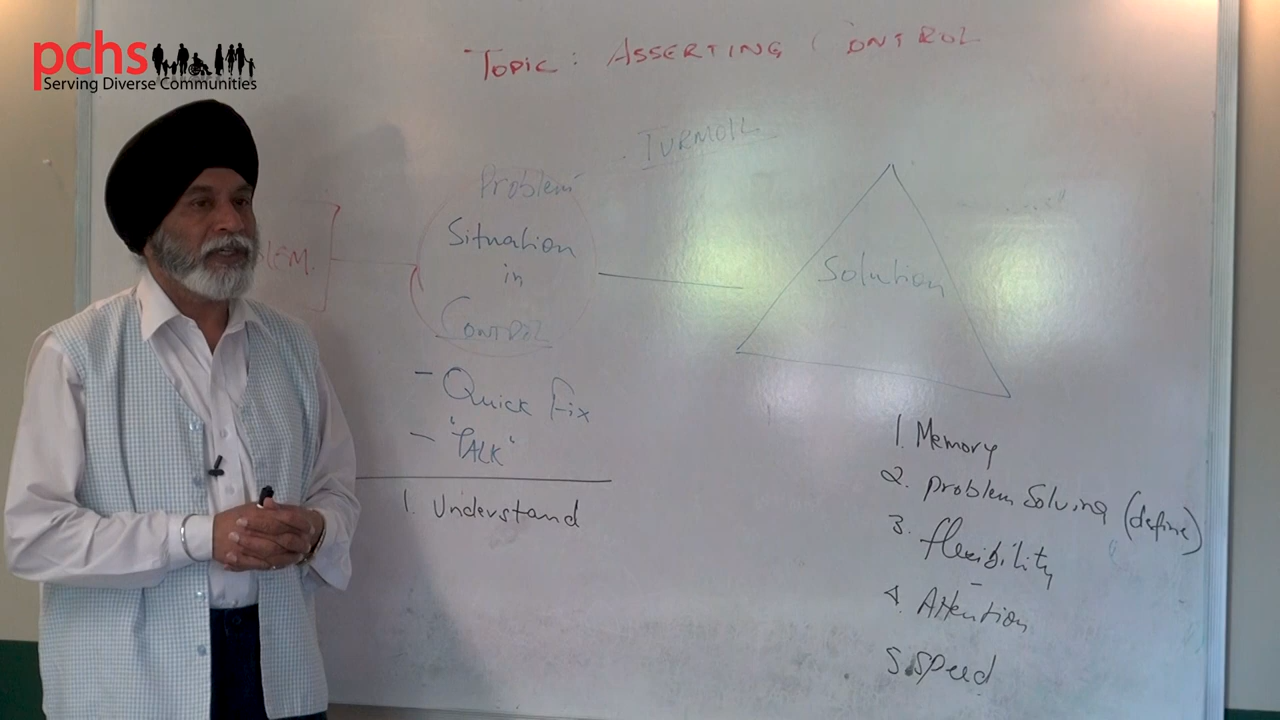 pchs
Serving Diverse Communities
TOPIC: ASSERTING CONTROL
TURMOIL
Problem
Situation
in
CONTROL
Solution
- Quick Fix
- "TALK"
1. Understand
1. Memory
2. problem Solving (define)
3. flexibility
4. Attention
5. Speed